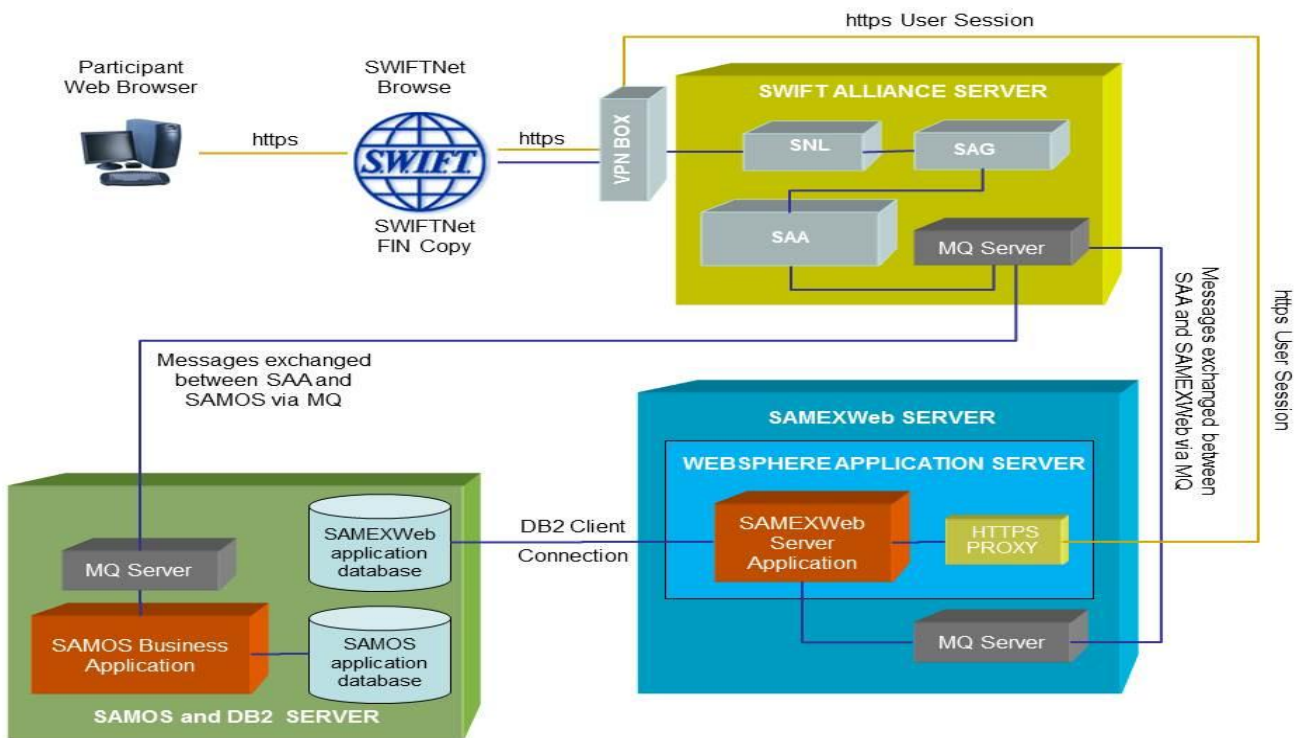 https User Session
Participant
Web Browser
SWIFTNet
Browse
https
S.W.I.F.T.
https
SWIFTNet
FIN Copy
VPN BOX
SWIFT ALLIANCE SERVER
SNL
SAG
SAA
MQ Server
Messages exchanged between
SAA and SAMEXWeb via MQ
https User Session
Messages exchanged
between SAA and
SAMOS via MQ
SAMEXWeb SERVER
WEBSPHERE APPLICATION SERVER
SAMEXWeb
Server
Application
HTTPS
PROXY
MQ Server
DB2 Client
Connection
SAMEXWeb
application
database
MQ Server
SAMOS Business
Application
SAMOS
application
database
SAMOS and DB2 SERVER